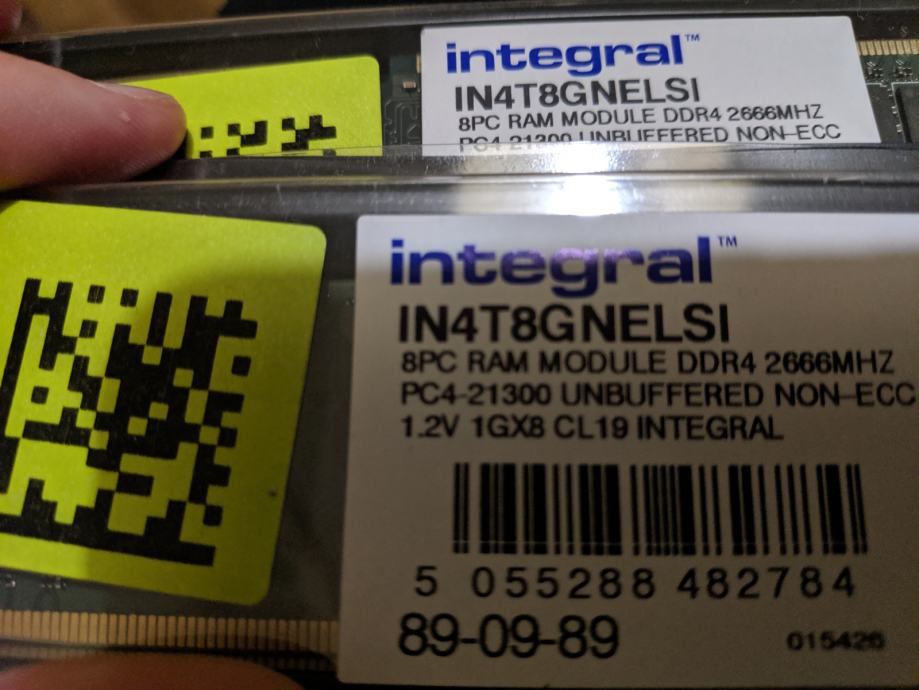 integral™
IN4T8GNELSI
8PC RAM MODULE DDR4 2666MHZ
PC4-21300 UNBUFFERED NON-ECC
integral™
IN4T8GNELSI
8PC RAM MODULE DDR4 2666MHZ
PC4-21300 UNBUFFERED NON-ECC
1.2V 1GX8 CL19 INTEGRAL
5 055288 482784
89-09-89 015426